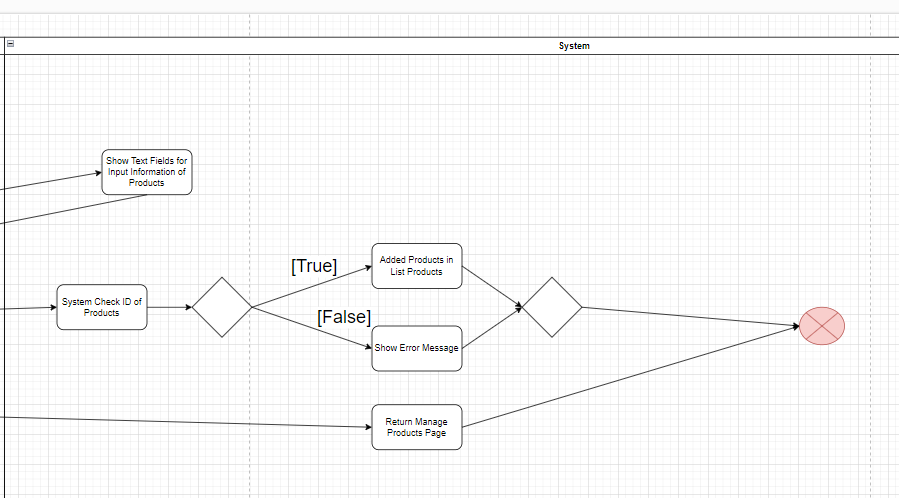 System
Show Text Fields for
Input Information of
Products
[True]
Added Products in
List Products
System Check ID of
Products
[False]
Show Error Message
Return Manage
Products Page